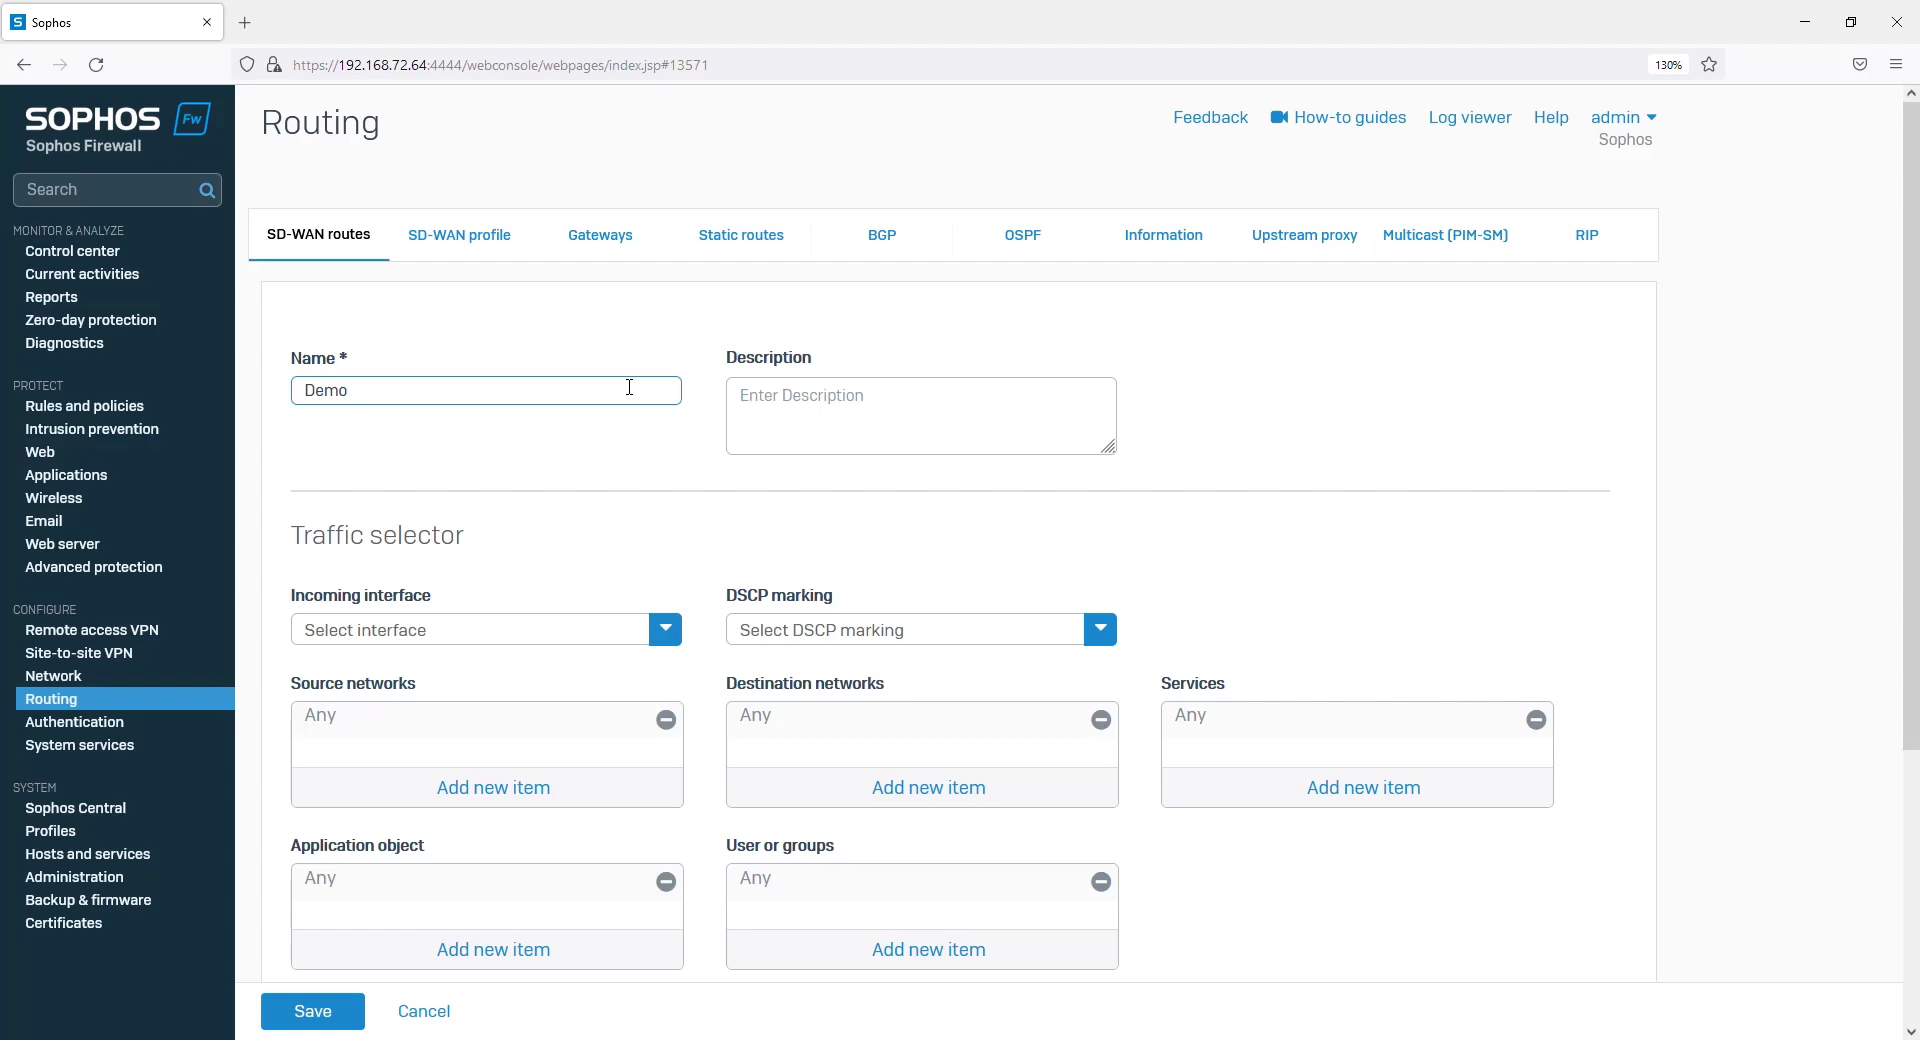 Sophos
https://192.168.72.64:4444/webconsole/webpages/index.jsp#13571
130%
SOPHOS Fw
Sophos Firewall
Search
MONITOR & ANALYZE
Control center
Current activities
Reports
Zero-day protection
Diagnostics
PROTECT
Rules and policies
Intrusion prevention
Web
Applications
Wireless
Email
Web server
Advanced protection
CONFIGURE
Remote access VPN
Site-to-site VPN
Network
Routing
Authentication
System services
SYSTEM
Sophos Central
Profiles
Hosts and services
Administration
Backup & firmware
Certificates
Routing
Feedback How-to guides Log viewer Help admin
Sophos
SD-WAN routes SD-WAN profile Gateways Static routes BGP OSPF Information Upstream proxy Multicast (PIM-SM) RIP
Name * Description
Demo Enter Description
Traffic selector
Incoming interface DSCP marking
Select interface Select DSCP marking
Source networks Destination networks Services
Any Any Any
Add new item Add new item Add new item
Application object User or groups
Any Any
Add new item Add new item
Save Cancel